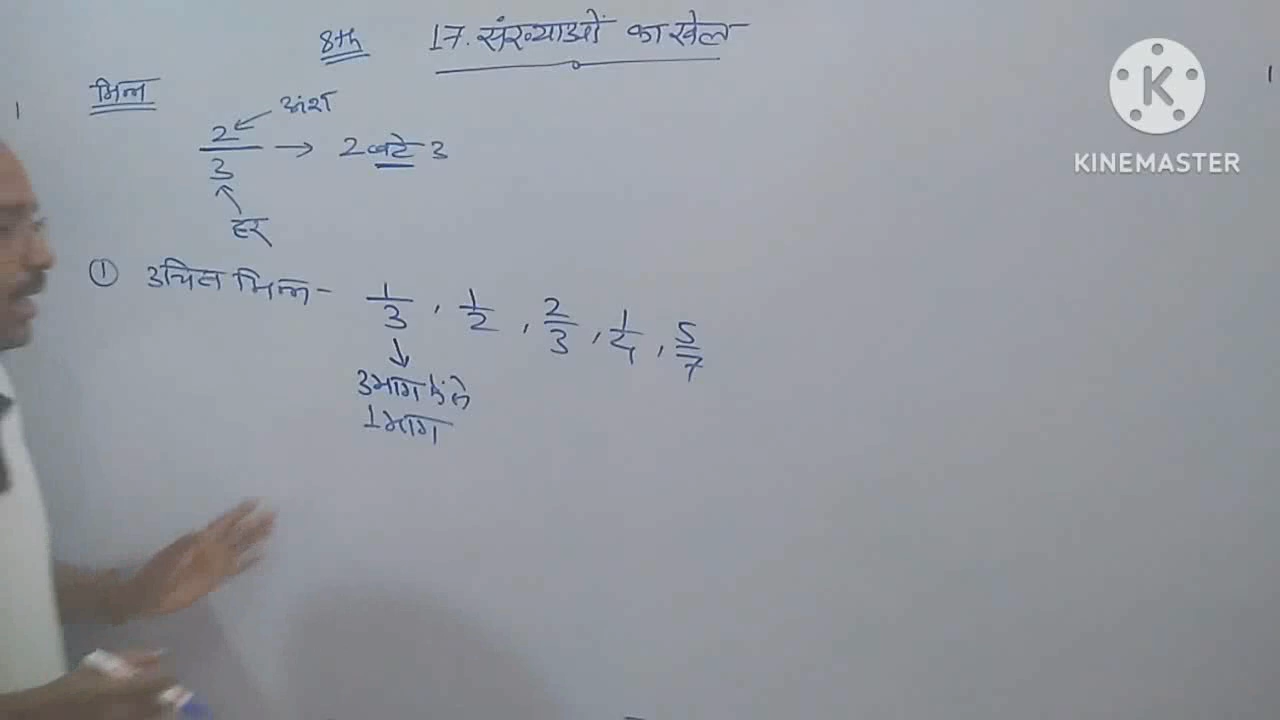 8th 17. संख्याओं का खेल
भिन्न
2 ← अंश
― → 2 बटे 3
3
हर
① उचित भिन्न - 1/3, 1/2, 2/3, 1/4, 5/7
3 भाग में से
1 भाग
KINEMASTER